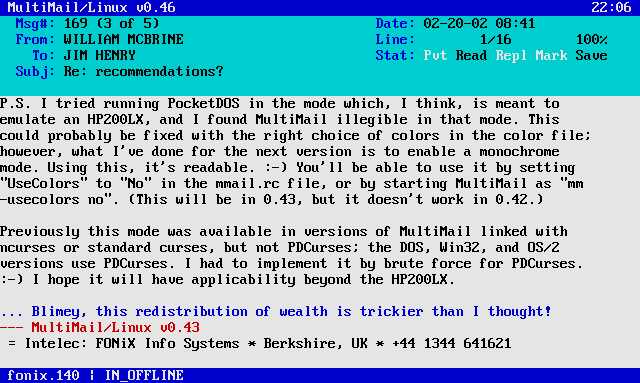 MultiMail/Linux v0.46 22:06
Msg#: 169 (3 of 5) Date: 02-20-02 08:41
From: WILLIAM MCBRINE Line: 1/16 100%
To: JIM HENRY Stat: Pvt Read Repl Mark Save
Subj: Re: recommendations?
P.S. I tried running PocketDOS in the mode which, I think, is meant to
emulate an HP200LX, and I found MultiMail illegible in that mode. This
could probably be fixed with the right choice of colors in the color file;
however, what I've done for the next version is to enable a monochrome
mode. Using this, it's readable. :-) You'll be able to use it by setting
"UseColors" to "No" in the mmail.rc file, or by starting MultiMail as "mm
-usecolors no". (This will be in 0.43, but it doesn't work in 0.42.)
Previously this mode was available in versions of MultiMail linked with
ncurses or standard curses, but not PDCurses; the DOS, Win32, and OS/2
versions use PDCurses. I had to implement it by brute force for PDCurses.
:-) I hope it will have applicability beyond the HP200LX.
... Blimey, this redistribution of wealth is trickier than I thought!
--- MultiMail/Linux v0.43
= Intelec: FONiX Info Systems * Berkshire, UK * +44 1344 641621
fonix.140 | IN_OFFLINE